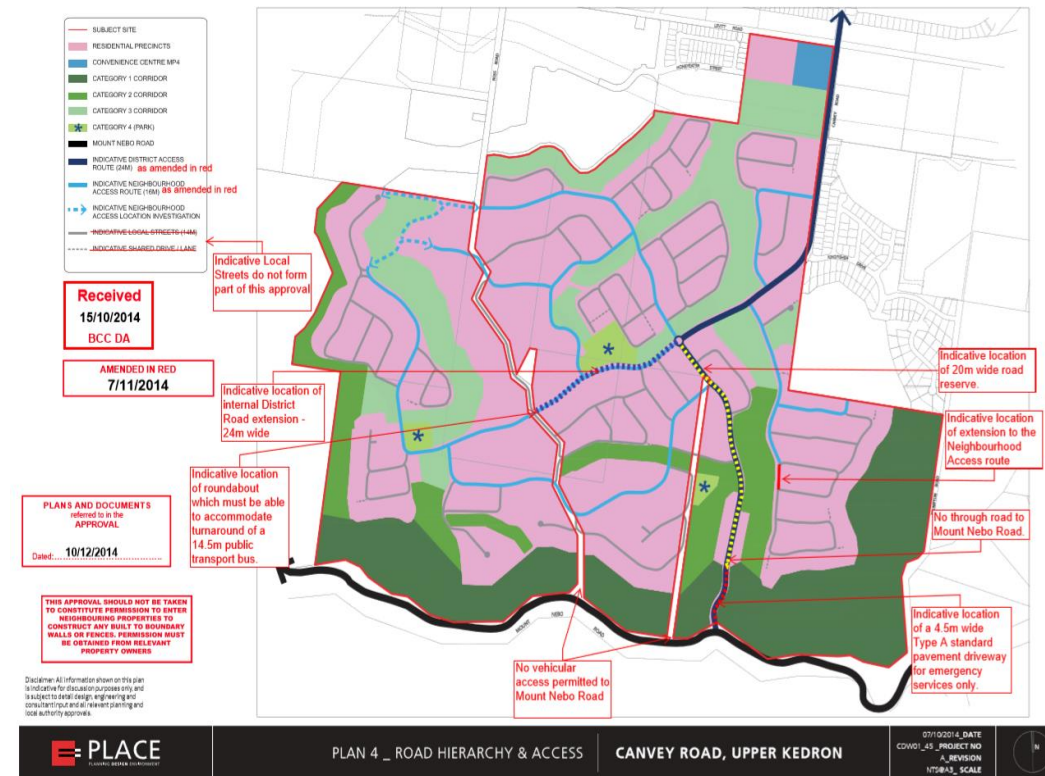 SUBJECT SITE
RESIDENTIAL PRECINCTS
CONVENIENCE CENTRE MP4
CATEGORY 1 CORRIDOR
CATEGORY 2 CORRIDOR
CATEGORY 3 CORRIDOR
CATEGORY 4 (PARK)
MOUNT NEBO ROAD
INDICATIVE DISTRICT ACCESS
ROUTE (24M) as amended in red
INDICATIVE NEIGHBOURHOOD
ACCESS ROUTE (16M) as amended in red
INDICATIVE NEIGHBOURHOOD
ACCESS LOCATION INVESTIGATION
INDICATIVE LOCAL STREETS (14M)
INDICATIVE SHARED DRIVE / LANE
Indicative Local
Streets do not form
part of this approval
Received
15/10/2014
BCC DA
AMENDED IN RED
7/11/2014
Indicative location of
internal District
Road extension -
24m wide
Indicative location
of roundabout
which must be able
to accommodate
turnaround of a
14.5m public
transport bus.
PLANS AND DOCUMENTS
referred to in the
APPROVAL
Dated: 10/12/2014
THIS APPROVAL SHOULD NOT BE TAKEN
TO CONSTITUTE PERMISSION TO ENTER
NEIGHBOURING PROPERTIES TO
CONSTRUCT ANY BUILT TO BOUNDARY
WALLS OR FENCES. PERMISSION MUST
BE OBTAINED FROM RELEVANT
PROPERTY OWNERS
Disclaimer: All information shown on this plan
is indicative for discussion purposes only, and
is subject to detail design, engineering and
consultant input and all relevant planning and
local authority approvals.
LEVITT ROAD
CANVEY ROAD
Indicative location
of 20m wide road
reserve.
Indicative location
of extension to the
Neighbourhood
Access route
No through road to
Mount Nebo Road.
Indicative location
of a 4.5m wide
Type A standard
pavement driveway
for emergency
services only.
MOUNT NEBO ROAD
No vehicular
access permitted to
Mount Nebo Road
PLACE
PLANNING DESIGN ENVIRONMENT
PLAN 4 _ ROAD HIERARCHY & ACCESS
CANVEY ROAD, UPPER KEDRON
07/10/2014_DATE
CDW01_45 _PROJECT NO
A_REVISION
NTS@A3_ SCALE
N